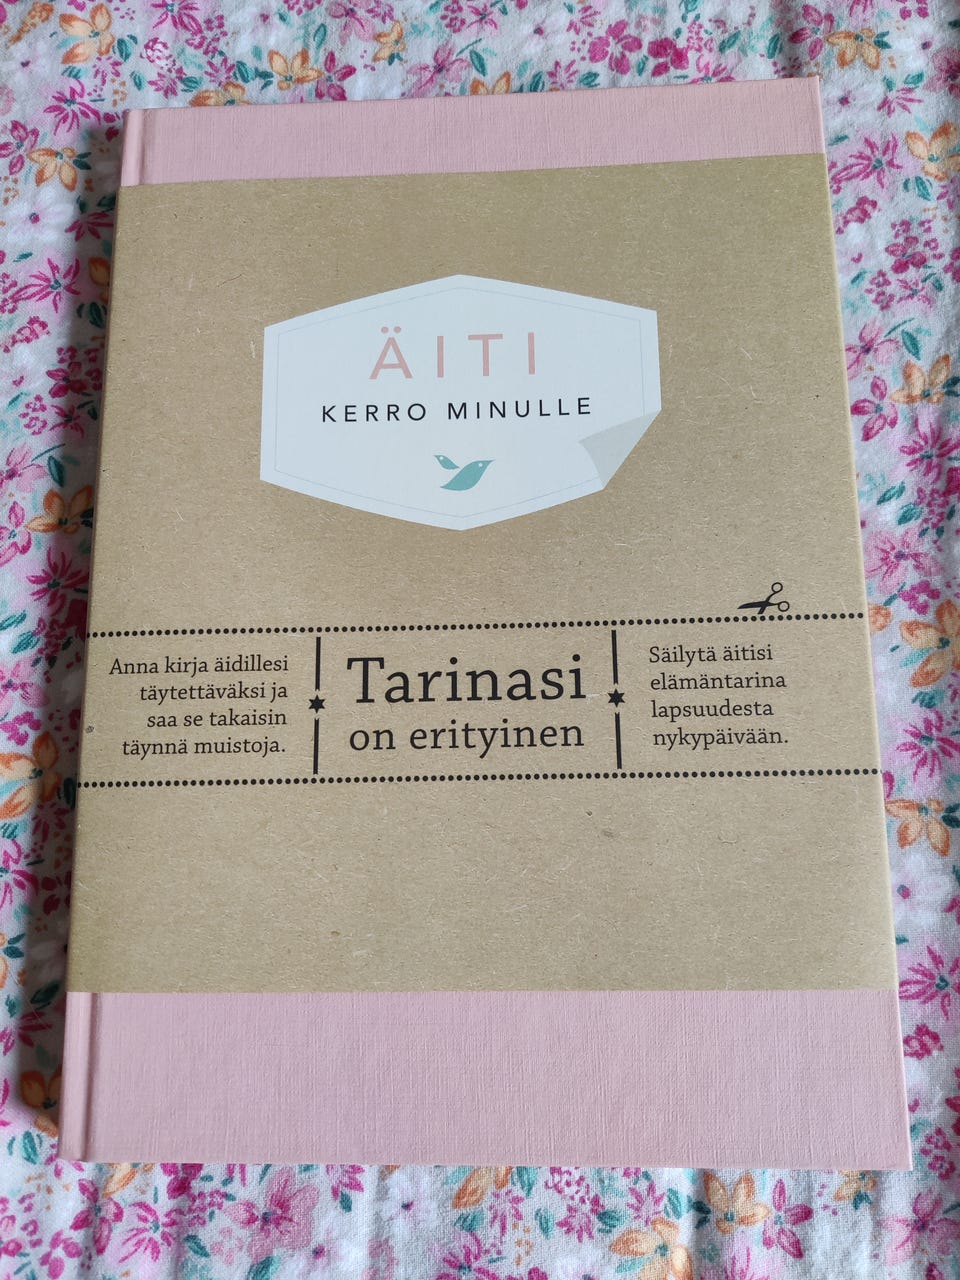 ÄITI
KERRO MINULLE
Anna kirja äidillesi
täytettäväksi ja
saa se takaisin
täynnä muistoja.
Tarinasi
on erityinen
Säilytä äitisi
elämäntarina
lapsuudesta
nykypäivään.